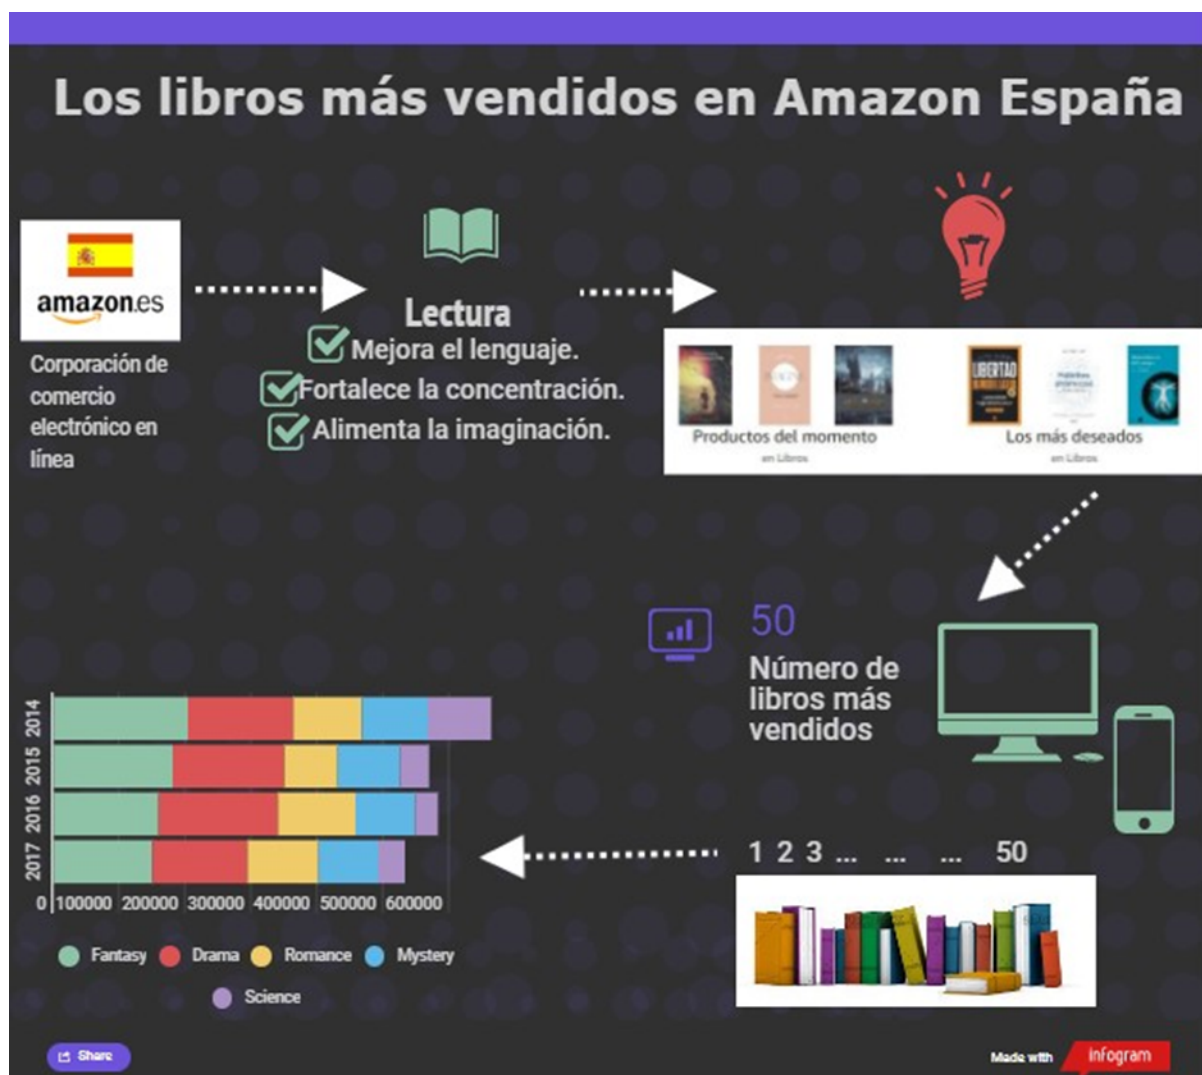 Los libros más vendidos en Amazon España
amazon.es
Corporación de
comercio
electrónico en
línea
Lectura
Mejora el lenguaje.
Fortalece la concentración.
Alimenta la imaginación.
LIBERTAD
Productos del momento
en Libros
Los más deseados
en Libros
50
Número de
libros más
vendidos
1 2 3 ... ... ... 50
2014
2015
2016
2017
0 100000 200000 300000 400000 500000 600000
Fantasy Drama Romance Mystery
Science
Share
Made with infogram